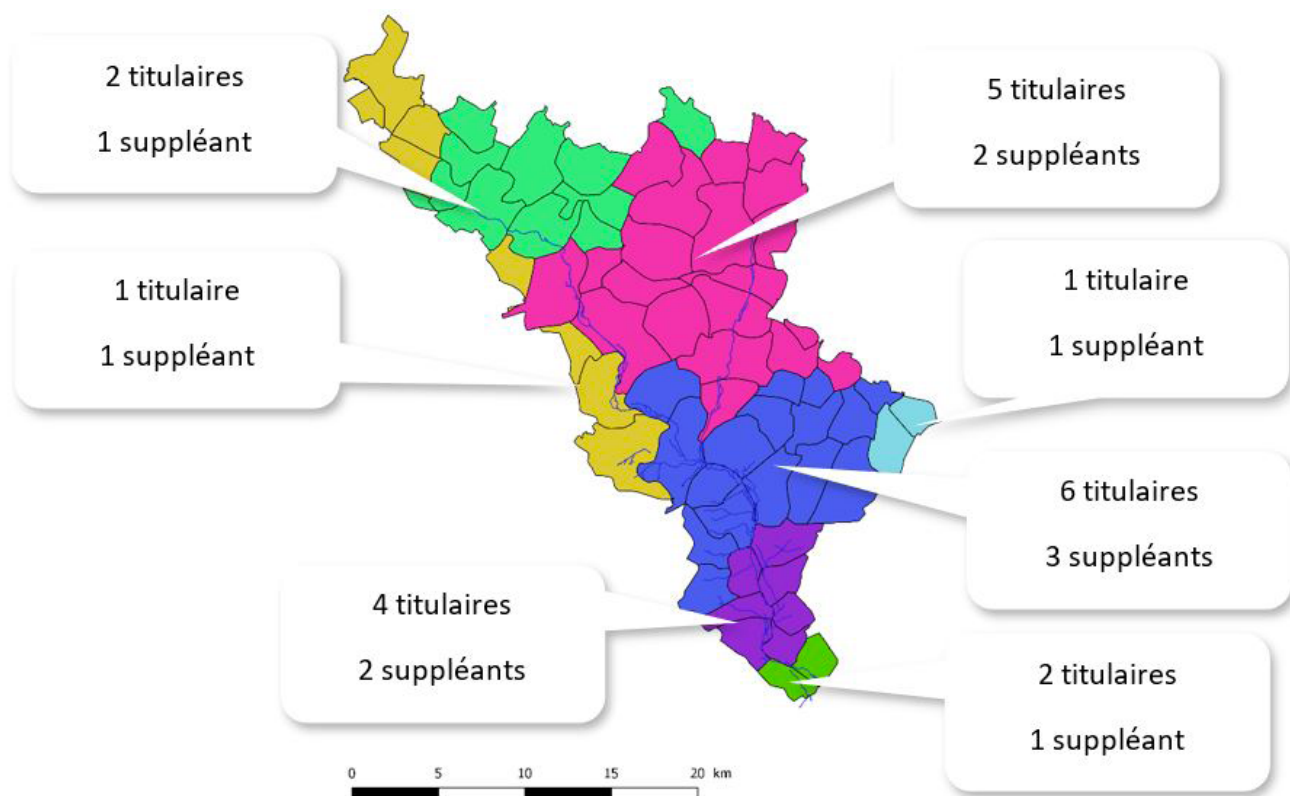 2 titulaires
1 suppléant
5 titulaires
2 suppléants
1 titulaire
1 suppléant
1 titulaire
1 suppléant
6 titulaires
3 suppléants
4 titulaires
2 suppléants
2 titulaires
1 suppléant
0 5 10 15 20 km